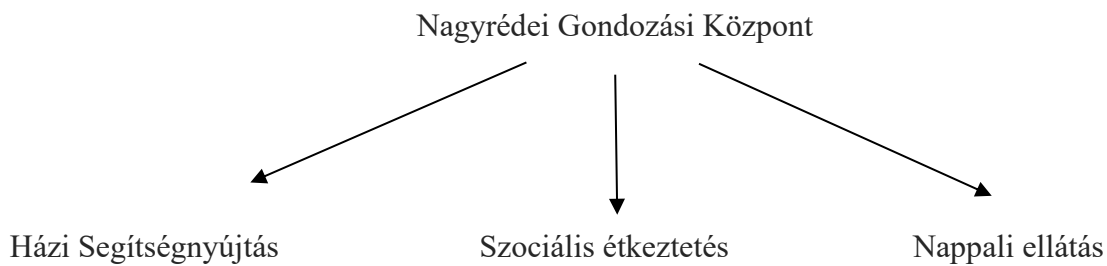 Nagyrédei Gondozási Központ
Házi Segítségnyújtás
Szociális étkeztetés
Nappali ellátás